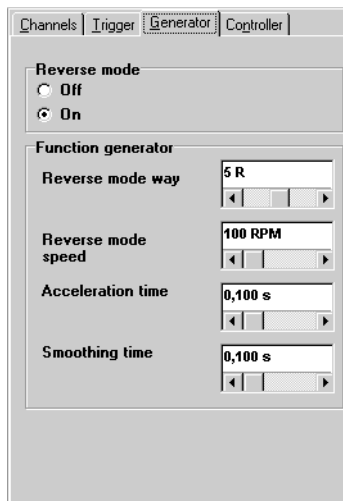 Channels Trigger Generator Controller
Reverse mode
Off
On
Function generator
Reverse mode way
5 R
Reverse mode speed
100 RPM
Acceleration time
0,100 s
Smoothing time
0,100 s